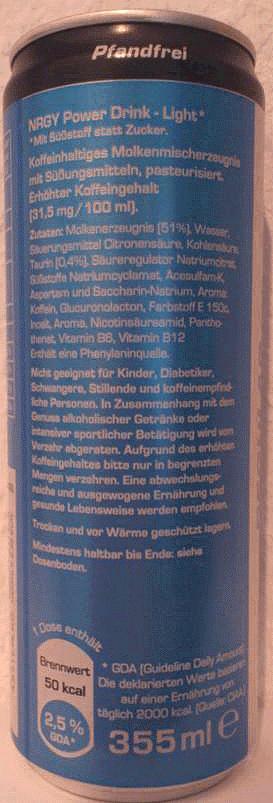 Pfandfrei
NRGY Power Drink - Light*
*Mit Süßstoff statt Zucker.
Koffeinhaltiges Molkenmischerzeugnis
mit Süßungsmitteln, pasteurisiert.
Erhöhter Koffeingehalt
(31,5 mg/100 ml).
Zutaten: Molkenerzeugnis (51%), Wasser,
Säuerungsmittel Citronensäure, Kohlensäure,
Taurin (0,4%), Säureregulator Natriumcitrat,
Süßstoffe Natriumcyclamat, Acesulfam-K,
Aspartam und Saccharin-Natrium, Aroma
Koffein, Glucuronolacton, Farbstoff E 150c,
Inosit, Aroma, Nicotinsäureamid, Pantho-
thenat, Vitamin B6, Vitamin B12
Enthält eine Phenylalaninquelle.
Nicht geeignet für Kinder, Diabetiker,
Schwangere, Stillende und koffeinempfind-
liche Personen. In Zusammenhang mit dem
Genuss alkoholischer Getränke oder
intensiver sportlicher Betätigung wird vom
Verzehr abgeraten. Aufgrund des erhöhten
Koffeingehaltes bitte nur in begrenzten
Mengen verzehren. Eine abwechslungs-
reiche und ausgewogene Ernährung und
gesunde Lebensweise werden empfohlen.
Trocken und vor Wärme geschützt lagern.
Mindestens haltbar bis Ende: siehe
Dosenboden.
1 Dose enthält
Brennwert
50 kcal
2,5 %
GDA*
* GDA (Guideline Daily Amount)
Die deklarierten Werte basieren
auf einer Ernährung von
täglich 2000 kcal. (Quelle: CIAA)
355ml e